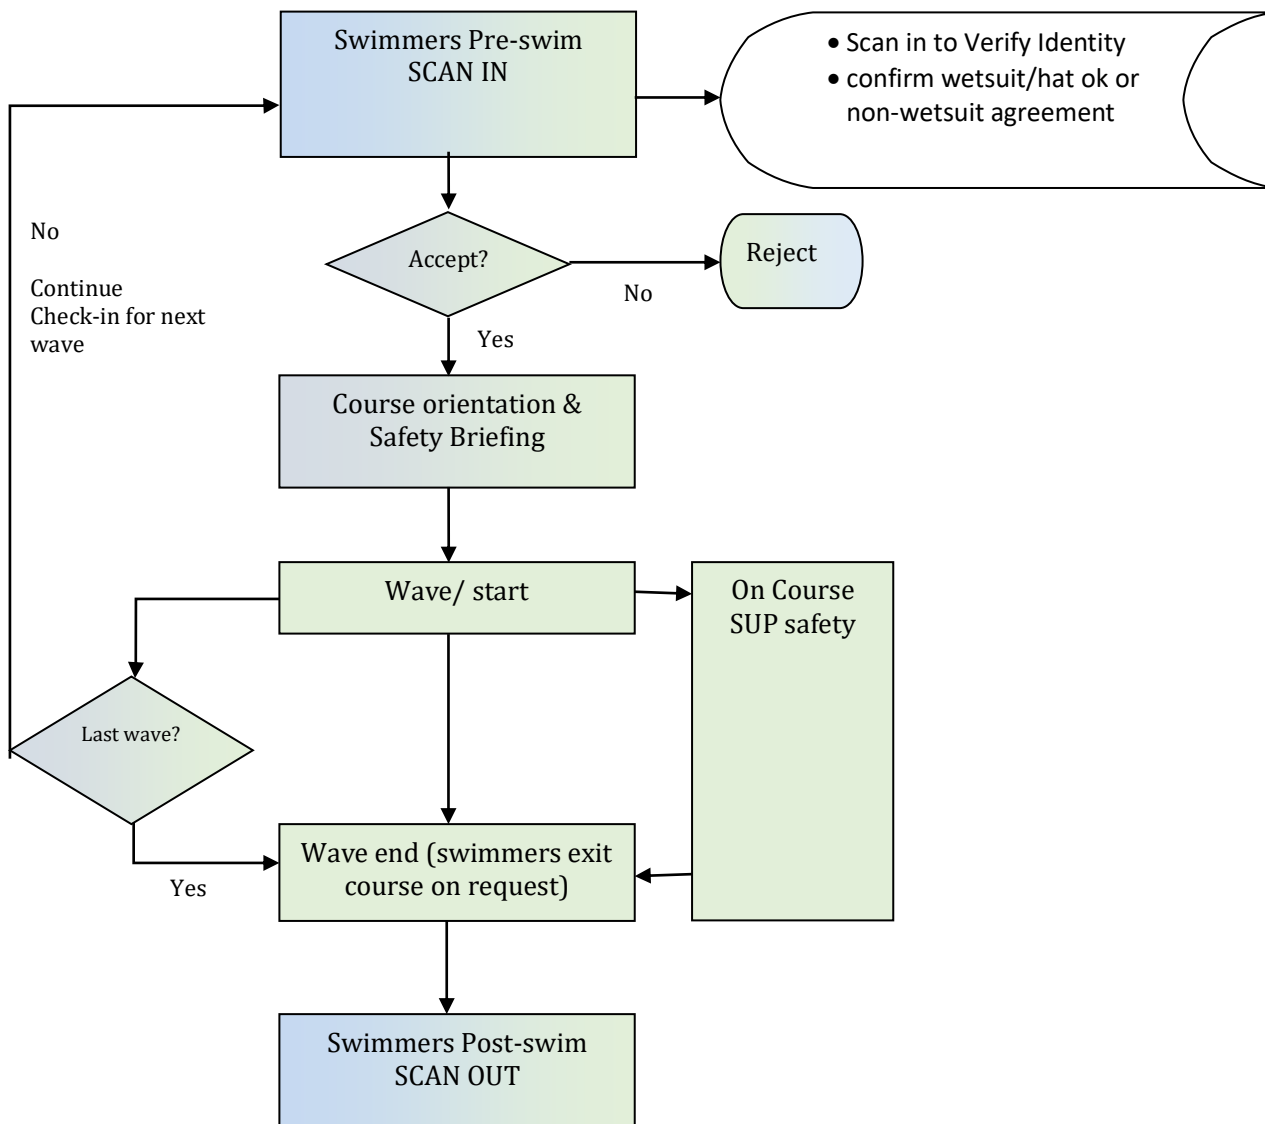 Swimmers Pre-swim
SCAN IN
• Scan in to Verify Identity
• confirm wetsuit/hat ok or
non-wetsuit agreement
No
Continue
Check-in for next
wave
Accept?
No
Reject
Yes
Course orientation &
Safety Briefing
Wave/ start
On Course
SUP safety
Last wave?
Yes
Wave end (swimmers exit
course on request)
Swimmers Post-swim
SCAN OUT